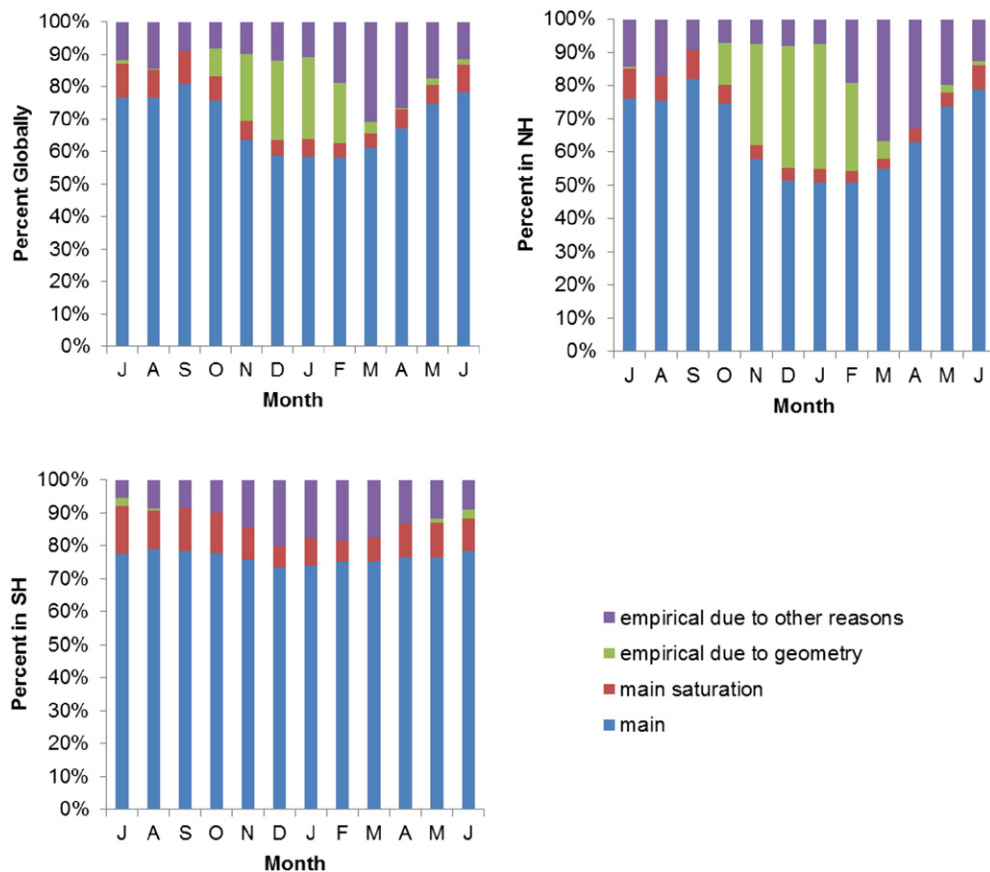 Percent Globally
100%
90%
80%
70%
60%
50%
40%
30%
20%
10%
0%
J A S O N D J F M A M J
Month
Percent in NH
100%
90%
80%
70%
60%
50%
40%
30%
20%
10%
0%
J A S O N D J F M A M J
Month
Percent in SH
100%
90%
80%
70%
60%
50%
40%
30%
20%
10%
0%
J A S O N D J F M A M J
Month
empirical due to other reasons
empirical due to geometry
main saturation
main